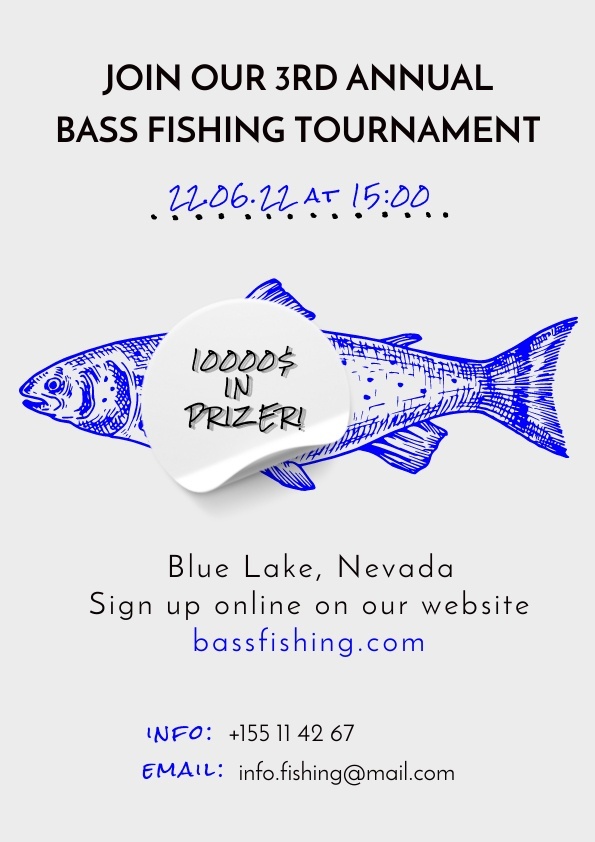 JOIN OUR 3RD ANNUAL
BASS FISHING TOURNAMENT
22.06.22 AT 15:00
10000$
IN
PRIZER!
Blue Lake, Nevada
Sign up online on our website
bassfishing.com
INFO: +155 11 42 67
EMAIL: info.fishing@mail.com